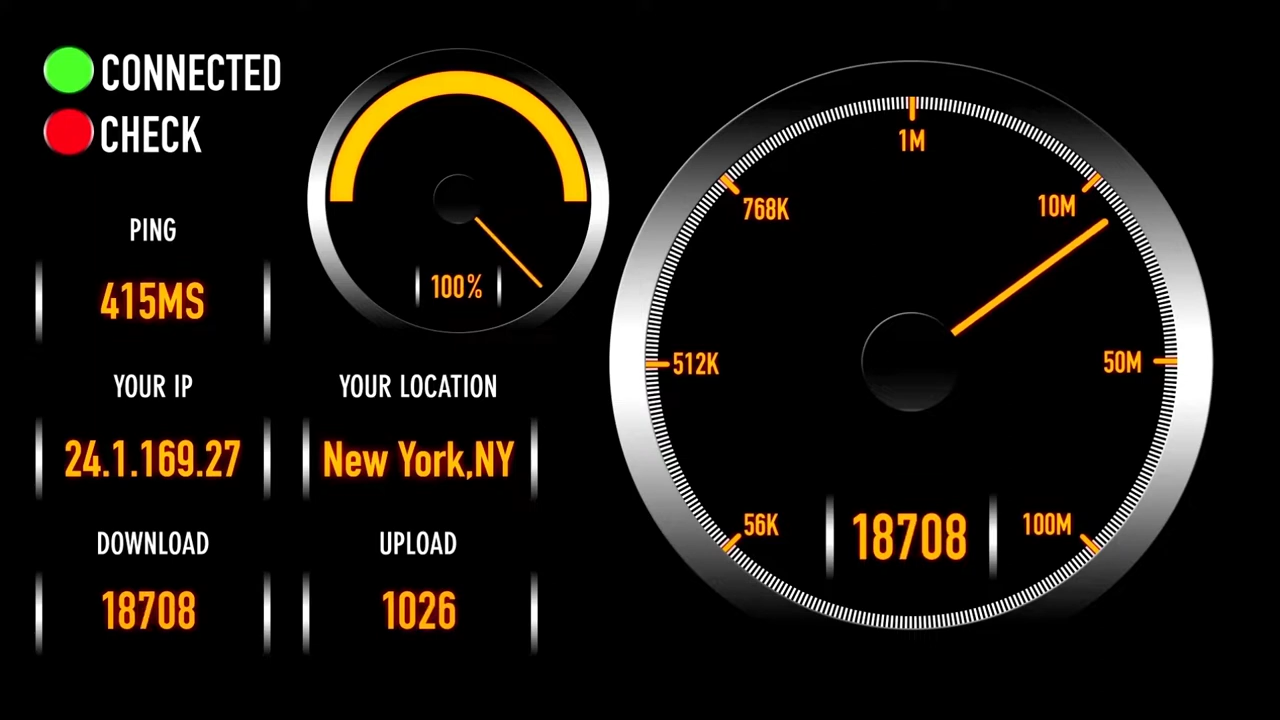 CONNECTED
CHECK
PING
415MS
100%
YOUR IP
24.1.169.27
YOUR LOCATION
New York,NY
DOWNLOAD
18708
UPLOAD
1026
1M
768K
10M
512K
50M
56K
18708
100M